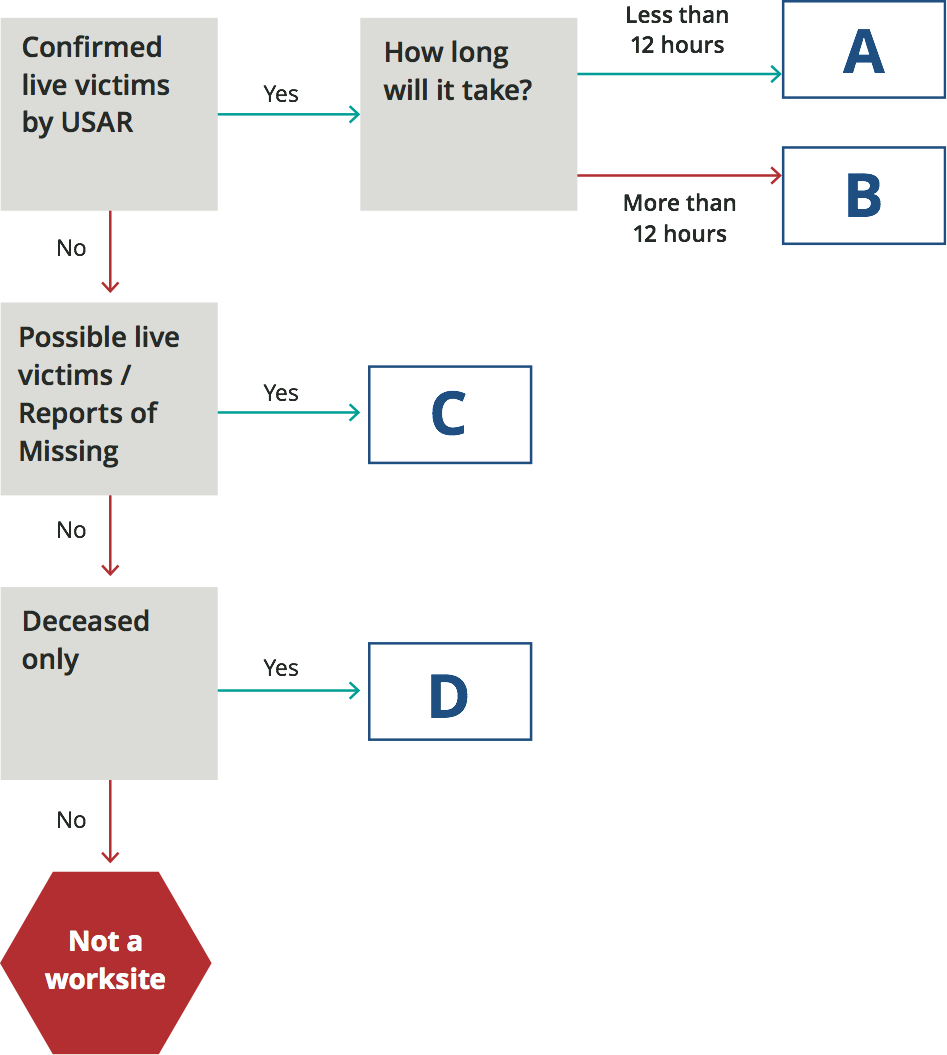 Confirmed
live victims
by USAR
Yes
How long
will it take?
Less than
12 hours
A
More than
12 hours
B
No
Possible live
victims /
Reports of
Missing
Yes
C
No
Deceased
only
Yes
D
No
Not a
worksite